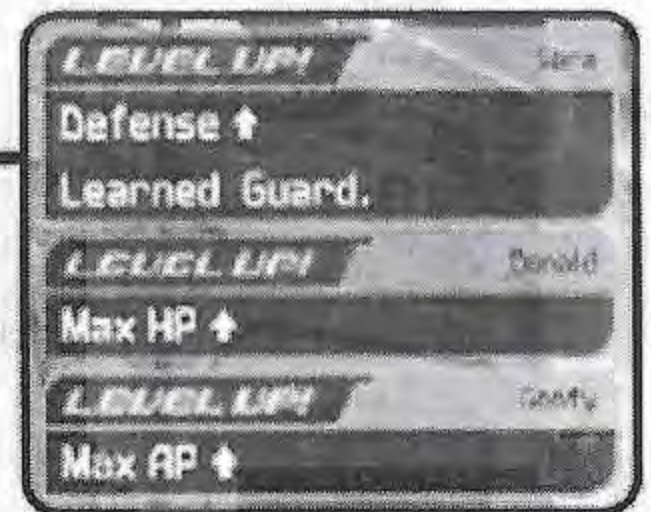 LEVEL UP! Sora
Defense ⬆
Learned Guard.
LEVEL UP! Donald
Max HP ⬆
LEVEL UP! Goofy
Max AP ⬆